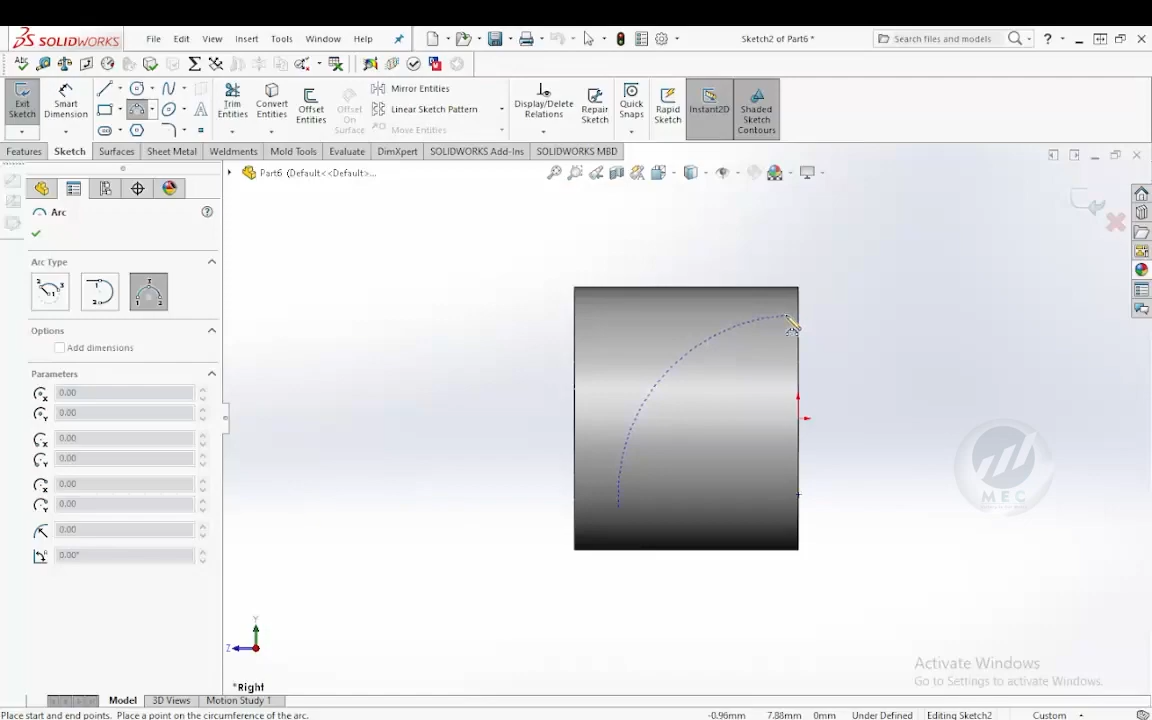 SOLIDWORKS File Edit View Insert Tools Window Help Sketch2 of Part6 * Search files and models ?
Exit Sketch Smart Dimension Trim Entities Convert Entities Offset Entities Offset On Surface Mirror Entities Linear Sketch Pattern Move Entities Display/Delete Relations Repair Sketch Quick Snaps Rapid Sketch Instant2D Shaded Sketch Contours
Features Sketch Surfaces Sheet Metal Weldments Mold Tools Evaluate DimXpert SOLIDWORKS Add-Ins SOLIDWORKS MBD
Part6 (Default<<Default>...
Arc
Arc Type
Options
Add dimensions
Parameters
0.00
0.00
0.00
0.00
0.00
0.00
0.00
0.00°
MEC
Y
Z
*Right
Activate Windows
Go to Settings to activate Windows.
Model 3D Views Motion Study 1
Place start and end points. Place a point on the circumference of the arc. -0.96mm 7.88mm 0mm Under Defined Editing Sketch2 Custom